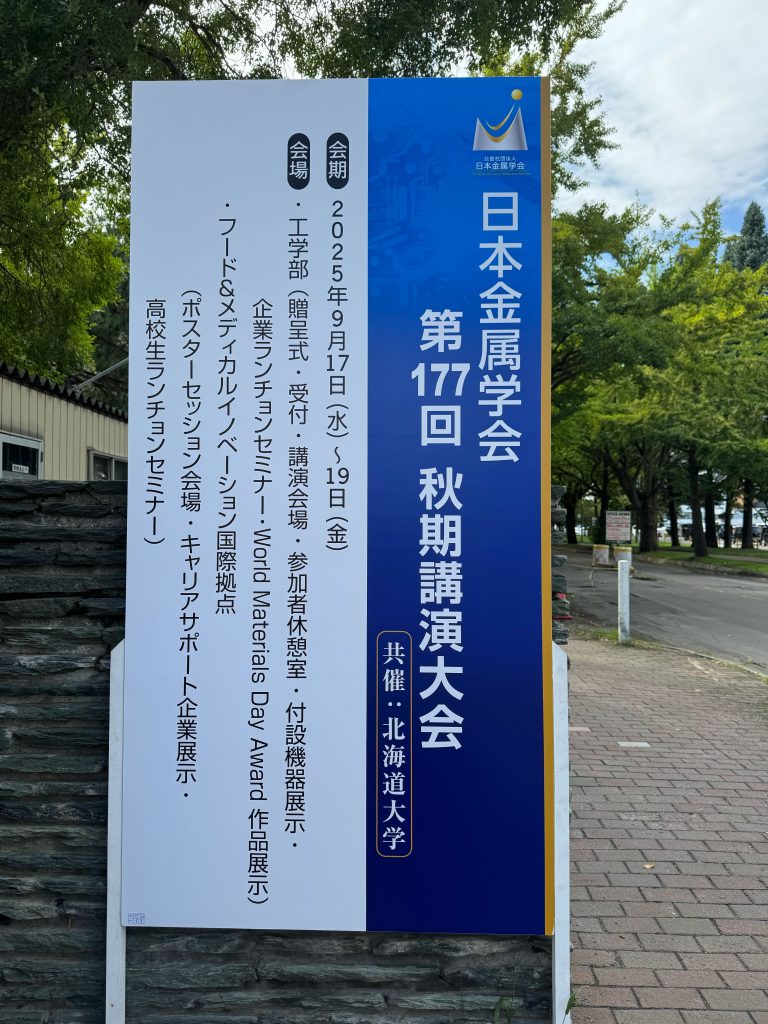 公益社団法人
日本金属学会
日本金属学会
第177回 秋期講演大会
共催：北海道大学
会期 2025年9月17日（水）～19日（金）
会場 ・工学部（贈呈式・受付・講演会場・参加者休憩室・付設機器展示・
企業ランチョンセミナー・World Materials Day Award 作品展示）
・フード&メディカルイノベーション国際拠点
（ポスターセッション会場・キャリアサポート企業展示・
高校生ランチョンセミナー）